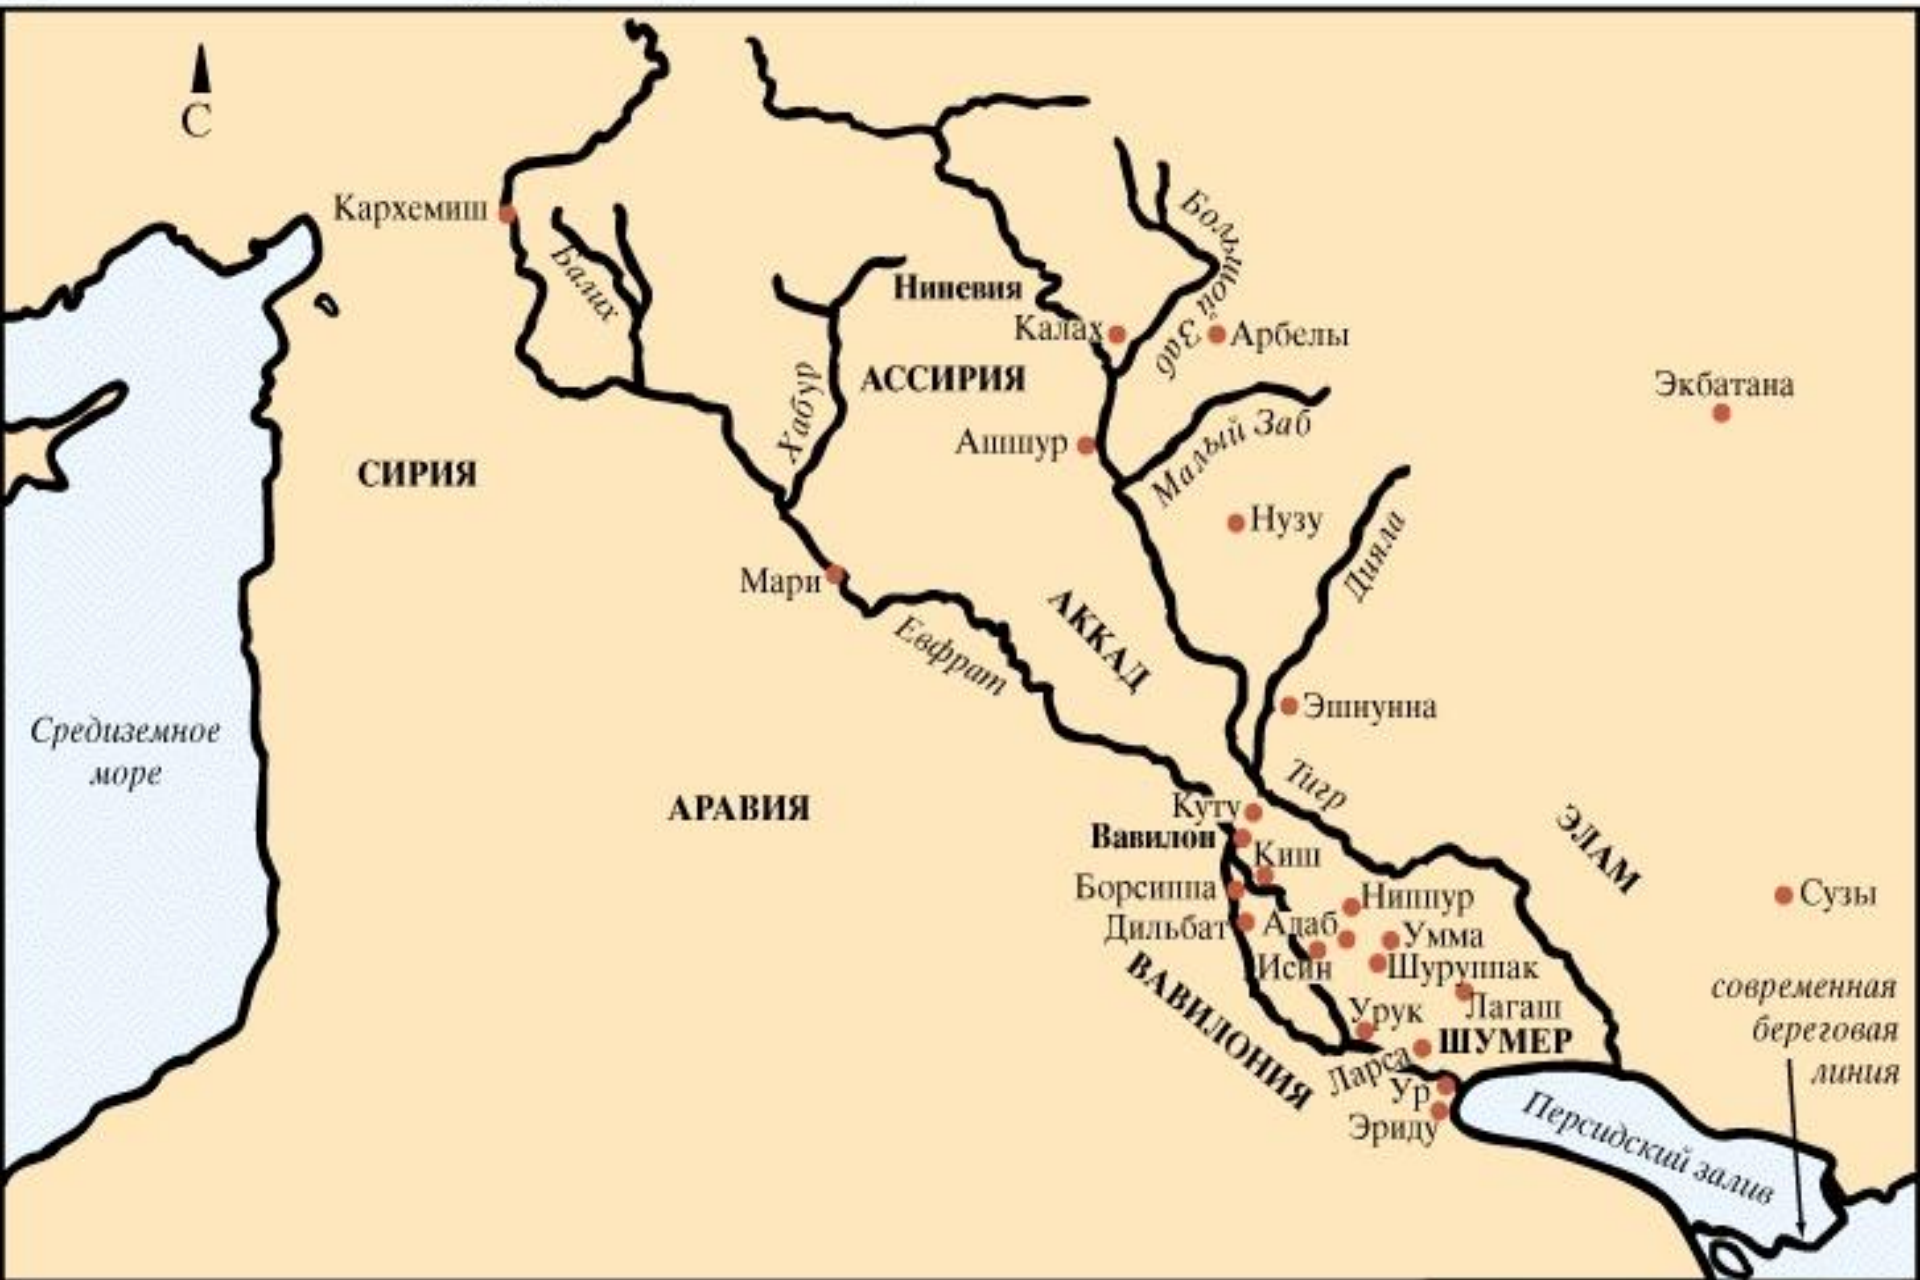 С
Кархемиш
Балих
Большой Заб
Ниневия
Калах
Арбелы
Хабур
АССИРИЯ
Экбатана
Малый Заб
Ашшур
СИРИЯ
Нузу
Дияла
Мари
АККАД
Евфрат
Эшнунна
Средиземное
море
Тигр
АРАВИЯ
Куту
Вавилон
ЭЛАМ
Киш
Борсиппа
Ниппур
Сузы
Дильбат
Адаб
Умма
Исин
Шуруппак
ВАВИЛОНИЯ
Лагаш
Урук
ШУМЕР
современная
береговая
линия
Ларса
Ур
Эриду
Персидский залив